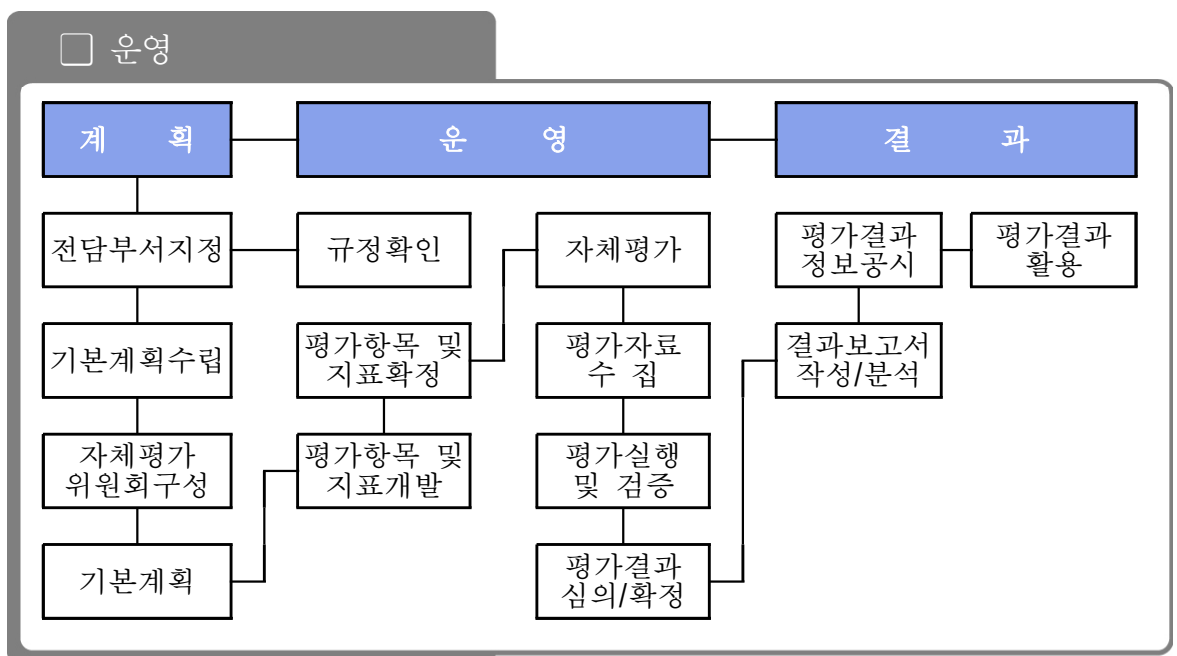 □ 운영
계 획
운 영
결 과
전담부서지정
규정확인
자체평가
평가결과
정보공시
평가결과
활용
기본계획수립
평가항목 및
지표확정
평가자료
수 집
결과보고서
작성/분석
자체평가
위원회구성
평가항목 및
지표개발
평가실행
및 검증
기본계획
평가결과
심의/확정